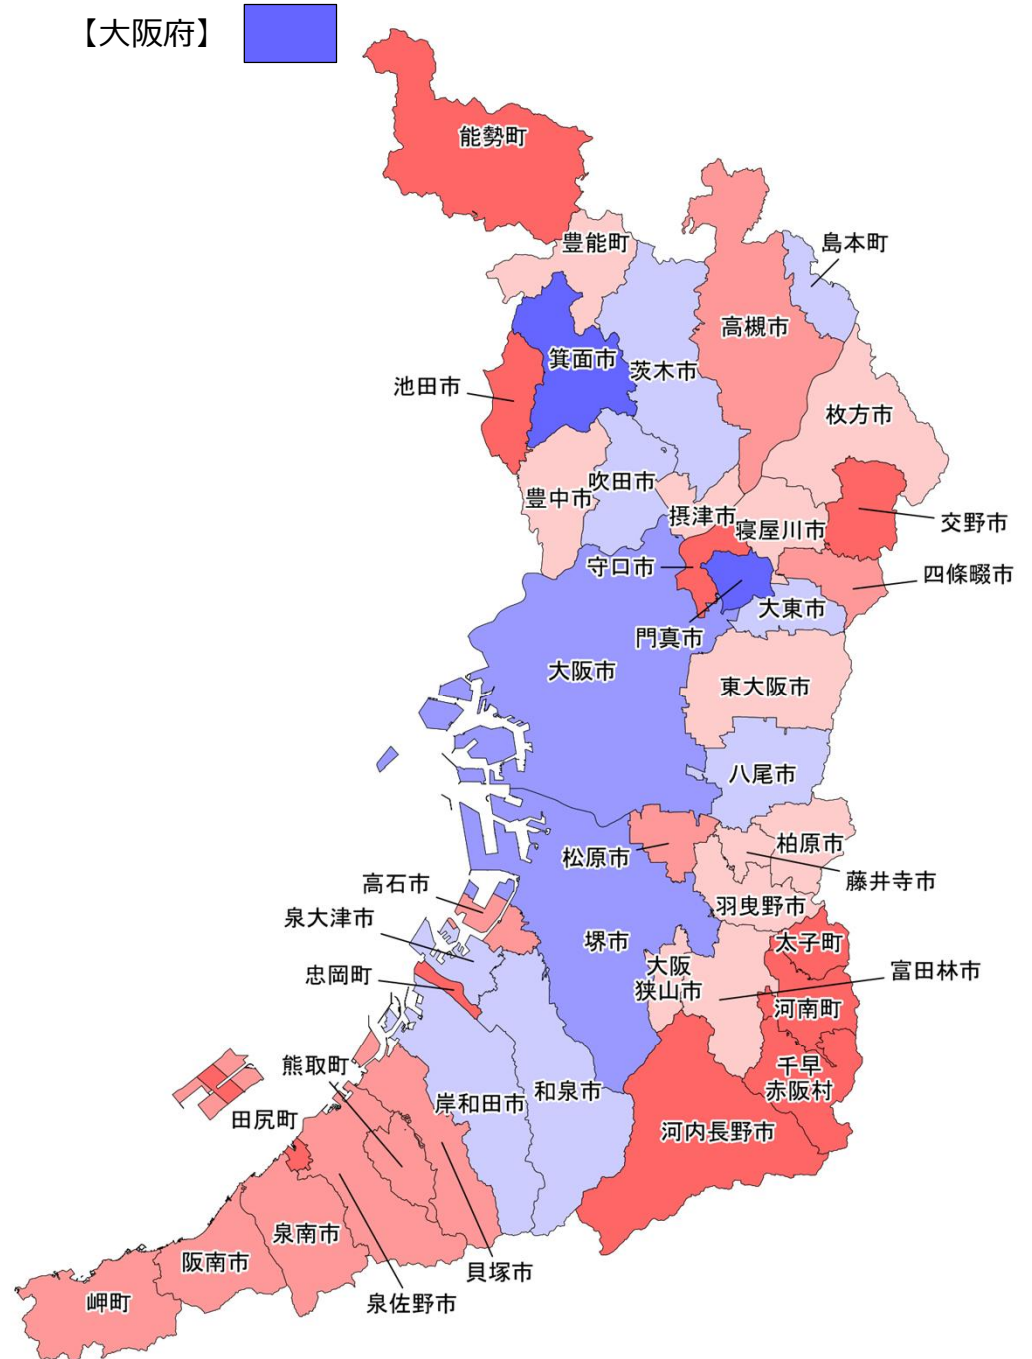 【大阪府】
能勢町
豊能町
島本町
高槻市
箕面市
茨木市
池田市
枚方市
吹田市
豊中市
摂津市
寝屋川市
交野市
守口市
四條畷市
大東市
門真市
大阪市
東大阪市
八尾市
松原市
柏原市
藤井寺市
高石市
羽曳野市
泉大津市
堺市
太子町
大阪
狭山市
富田林市
忠岡町
河南町
熊取町
千早
赤阪村
和泉市
岸和田市
田尻町
河内長野市
泉南市
阪南市
貝塚市
岬町
泉佐野市